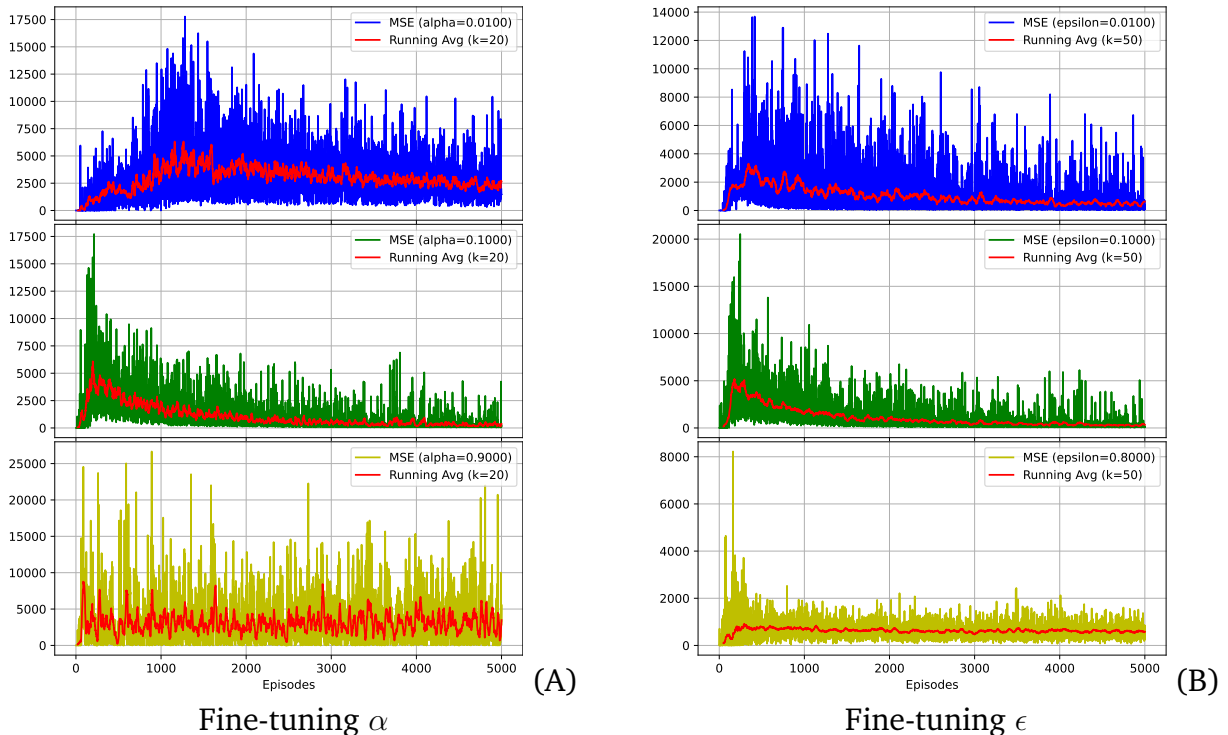 17500
15000
12500
10000
7500
5000
2500
0
MSE (alpha=0.0100)
Running Avg (k=20)
17500
15000
12500
10000
7500
5000
2500
0
MSE (alpha=0.1000)
Running Avg (k=20)
25000
20000
15000
10000
5000
0
MSE (alpha=0.9000)
Running Avg (k=20)
0 1000 2000 3000 4000 5000
Episodes
(A)
Fine-tuning α
14000
12000
10000
8000
6000
4000
2000
0
MSE (epsilon=0.0100)
Running Avg (k=50)
20000
15000
10000
5000
0
MSE (epsilon=0.1000)
Running Avg (k=50)
8000
6000
4000
2000
0
MSE (epsilon=0.8000)
Running Avg (k=50)
0 1000 2000 3000 4000 5000
Episodes
(B)
Fine-tuning ϵ